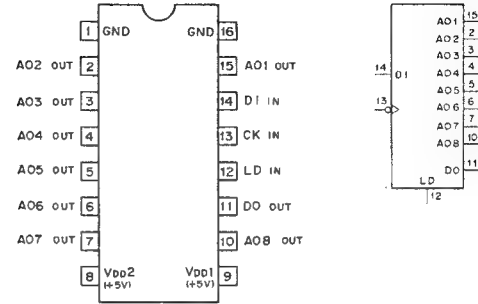 1 GND GND 16
AO2 OUT 2 15 AO1 OUT
AO3 OUT 3 14 DI IN
AO4 OUT 4 13 CK IN
AO5 OUT 5 12 LD IN
AO6 OUT 6 11 DO OUT
AO7 OUT 7 10 AO8 OUT
8 VDD2 VDD1 9
(+5V) (+5V)
AO1 15
AO2 2
AO3 3
14 DI AO4 4
AO5 5
13 AO6 6
AO7 7
AO8 10
DO 11
LD
12